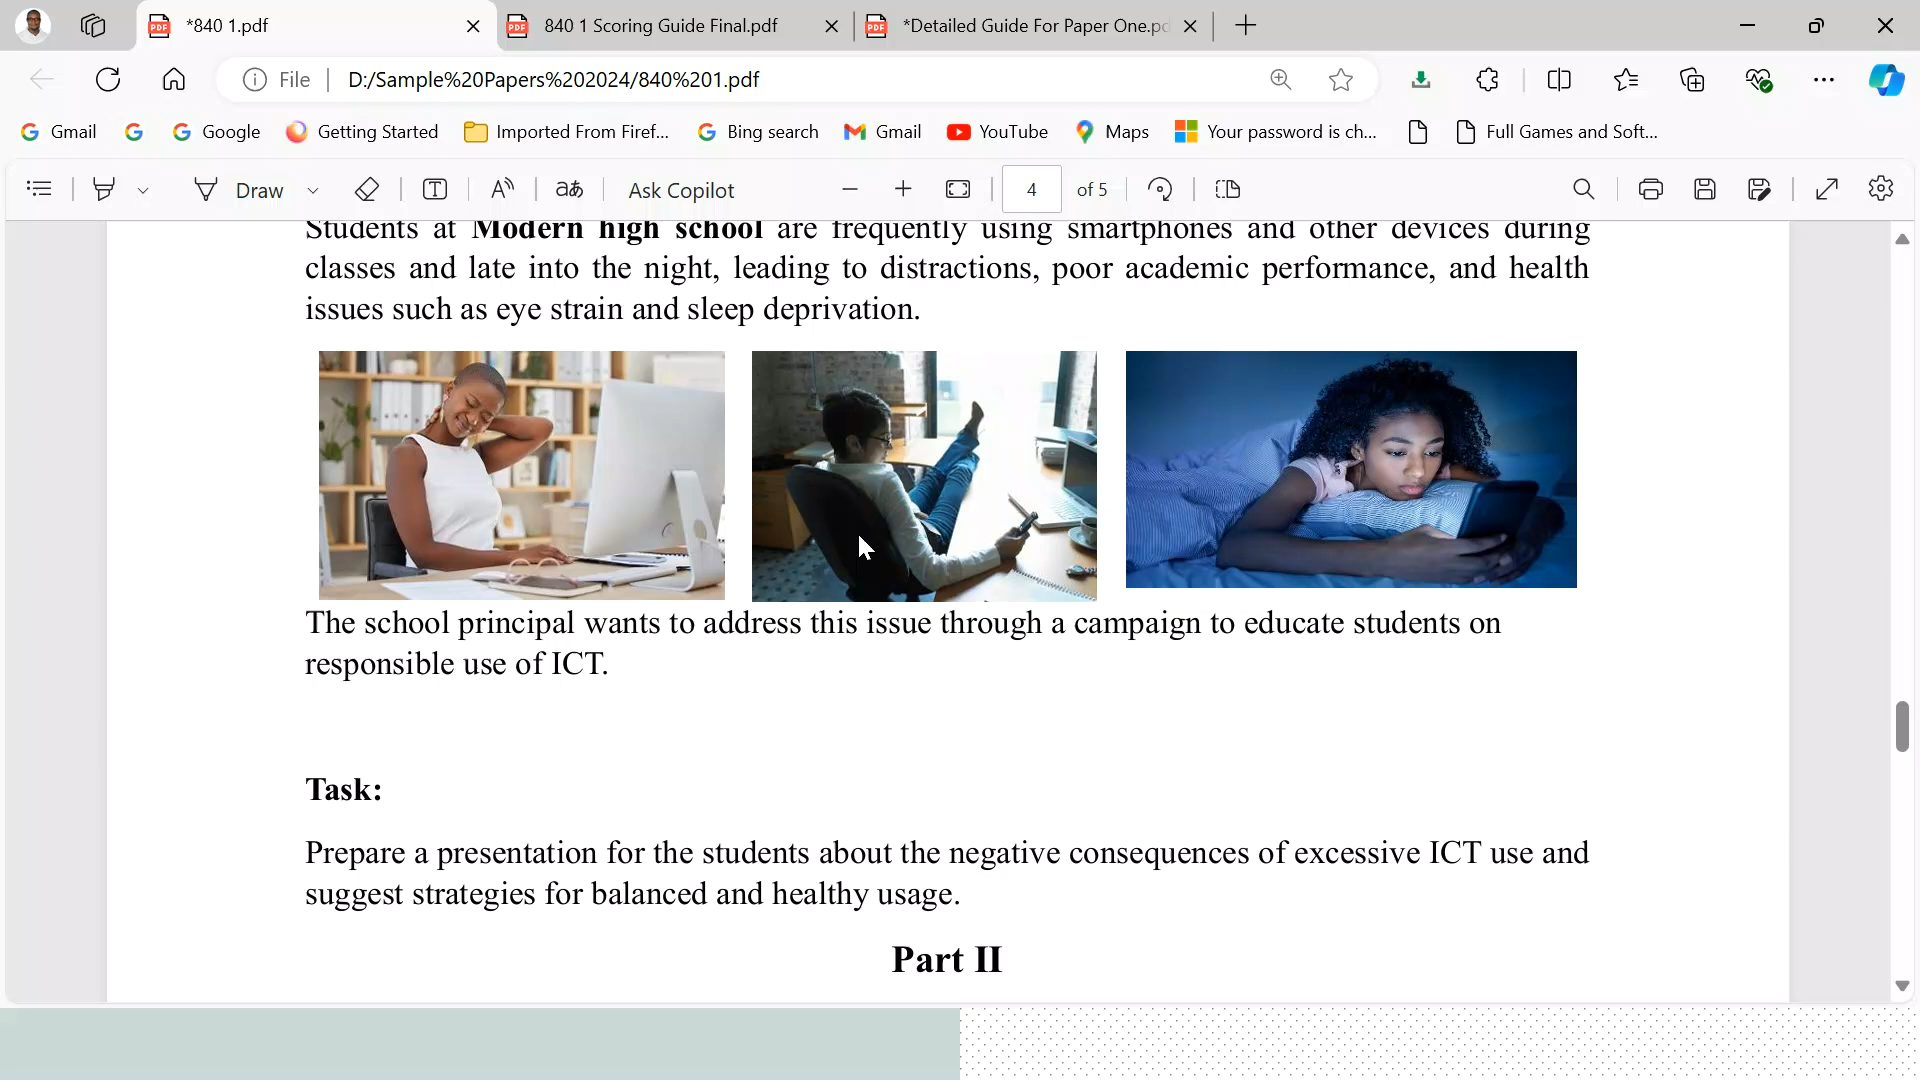 *840 1.pdf
840 1 Scoring Guide Final.pdf
*Detailed Guide For Paper One.pd
File
D:/Sample%20Papers%202024/840%201.pdf
Gmail
Google
Getting Started
Imported From Firef...
Bing search
Gmail
YouTube
Maps
Your password is ch...
Full Games and Soft...
Draw
Ask Copilot
4
of 5
Students at Modern high school are frequently using smartphones and other devices during
classes and late into the night, leading to distractions, poor academic performance, and health
issues such as eye strain and sleep deprivation.
The school principal wants to address this issue through a campaign to educate students on
responsible use of ICT.
Task:
Prepare a presentation for the students about the negative consequences of excessive ICT use and
suggest strategies for balanced and healthy usage.
Part II